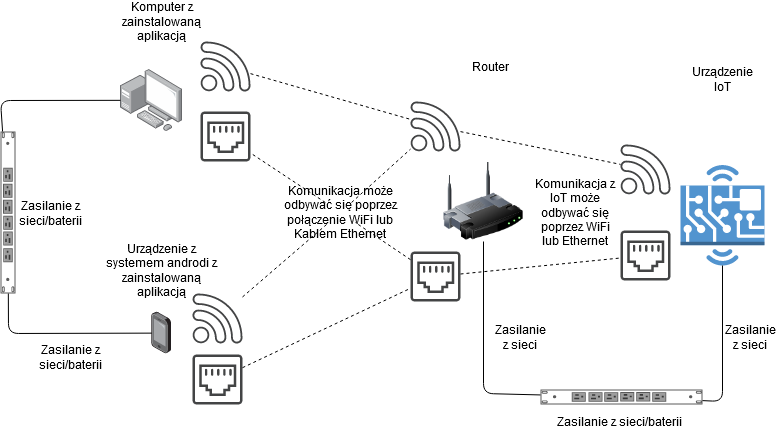 Komputer z
zainstalowaną
aplikacją
Router
Urządzenie
IoT
Zasilanie z
sieci/baterii
Komunikacja może
odbywać się poprzez
połączenie WiFi lub
Kablem Ethernet
Komunikacja z
IoT może
odbywać się
poprzez WiFi
lub Ethernet
Urządzenie z
systemem androdi z
zainstalowaną
aplikacją
Zasilanie z
sieci/baterii
Zasilanie
z sieci
Zasilanie
z sieci
Zasilanie z sieci/baterii